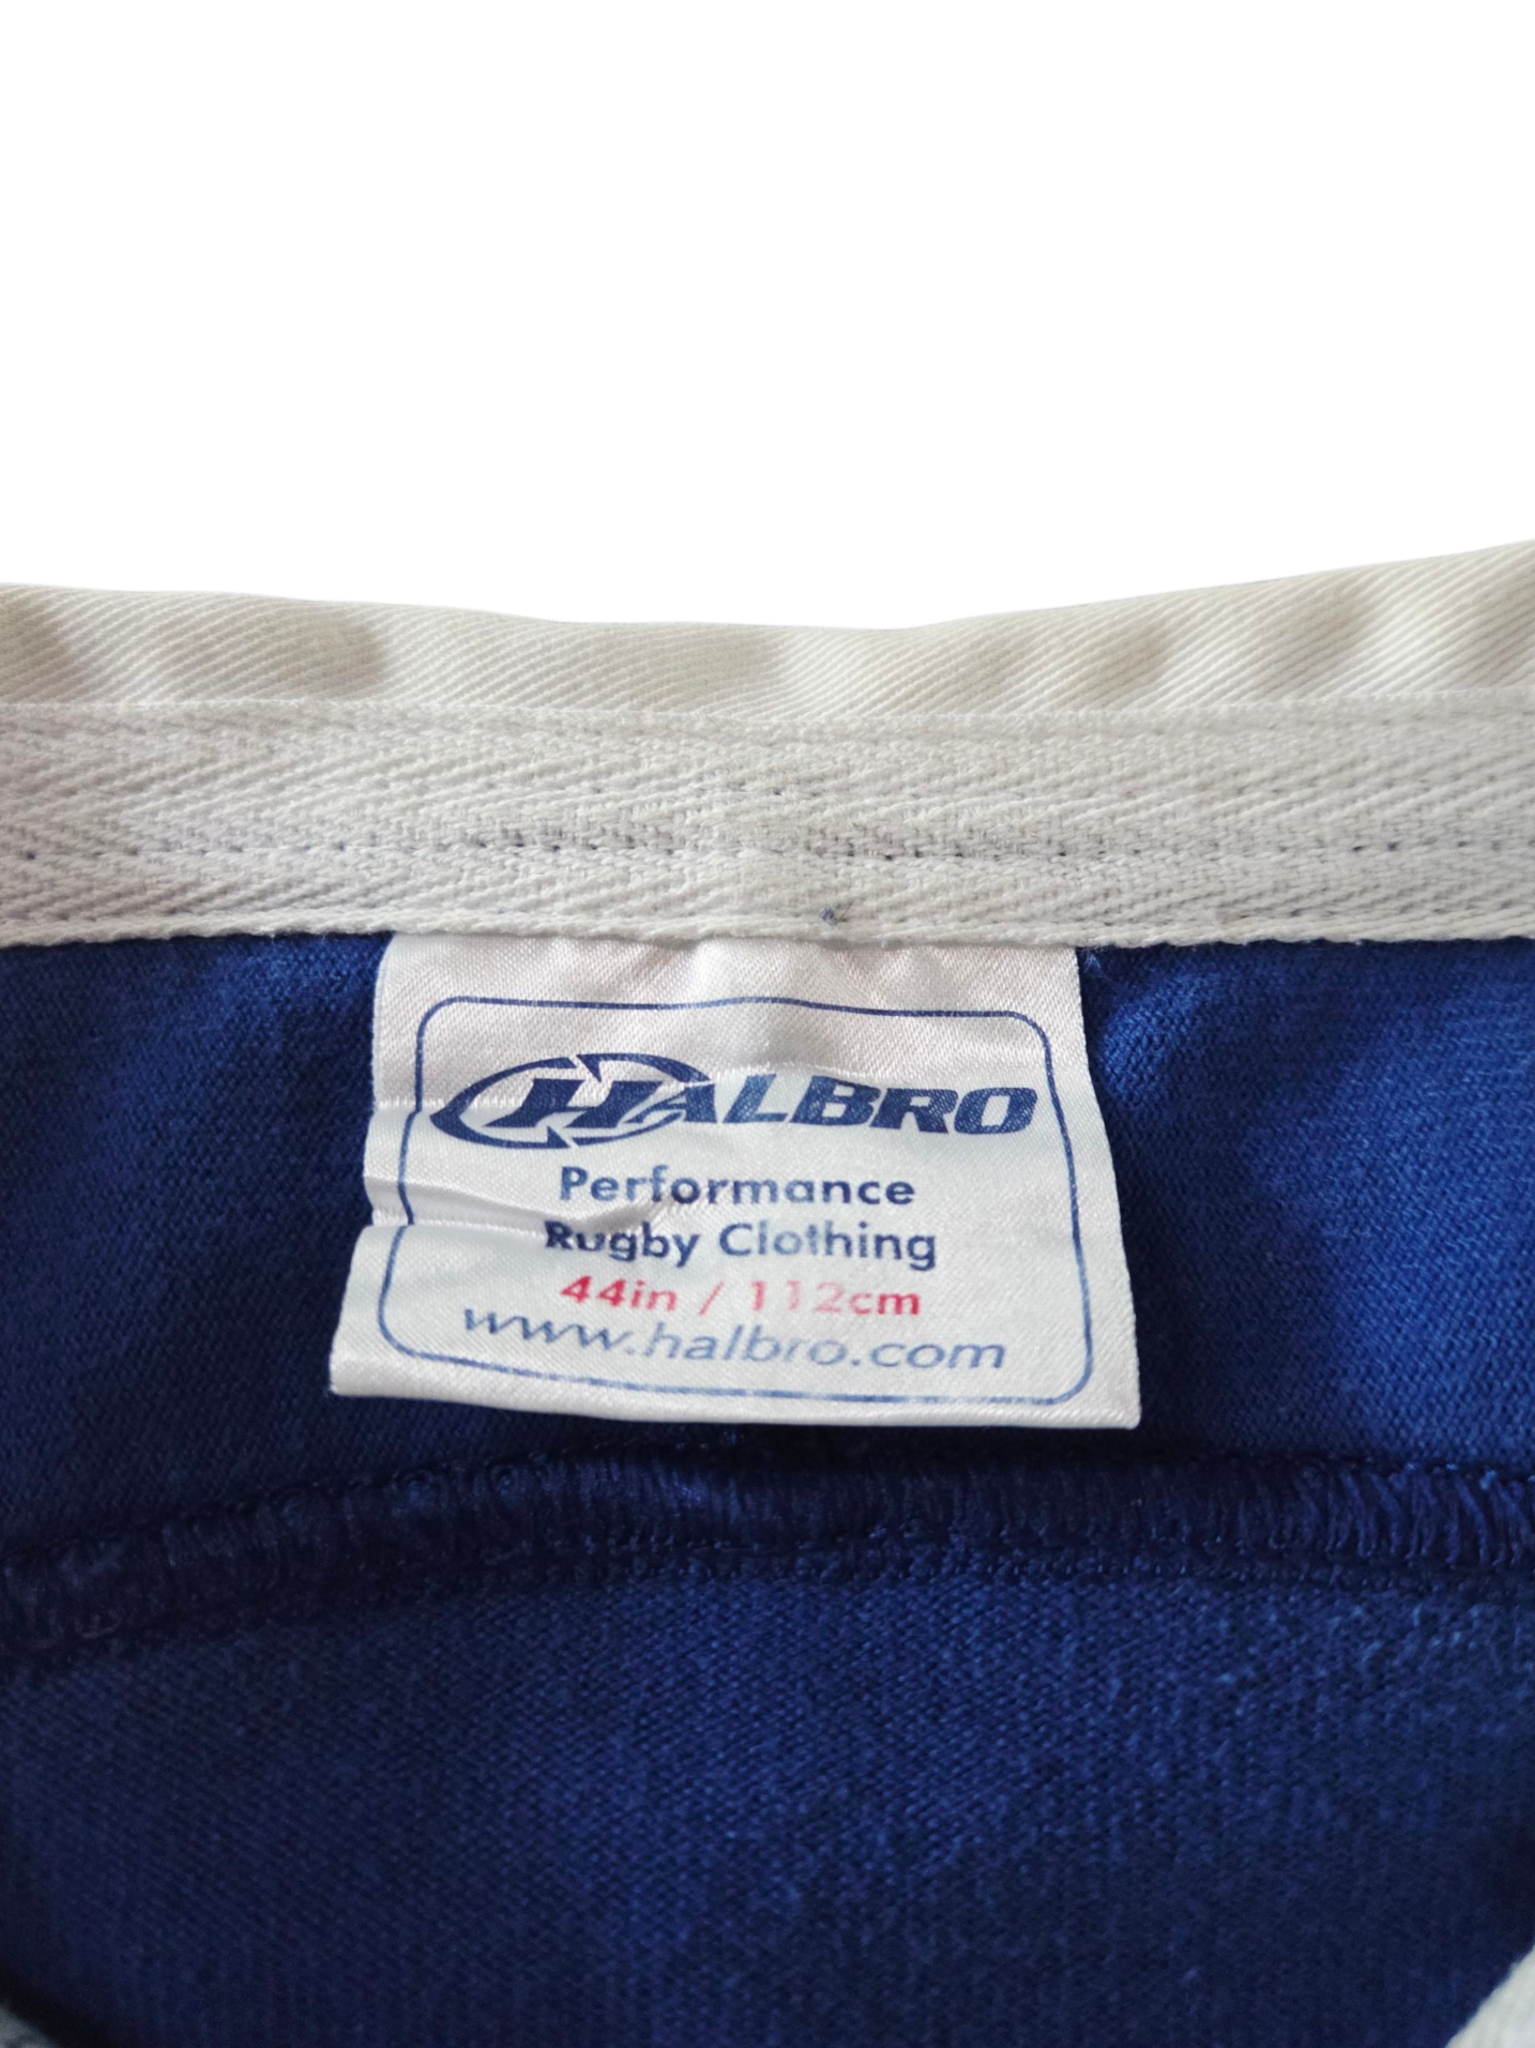 HALBRO
Performance
Rugby Clothing
44in / 112cm
www.halbro.com